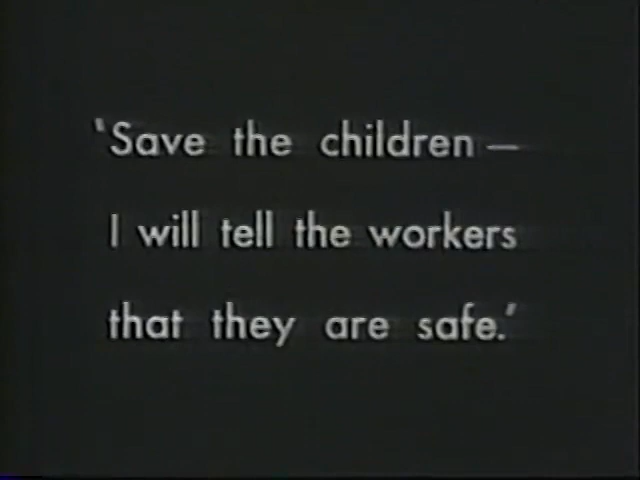 'Save the children —
I will tell the workers
that they are safe.'